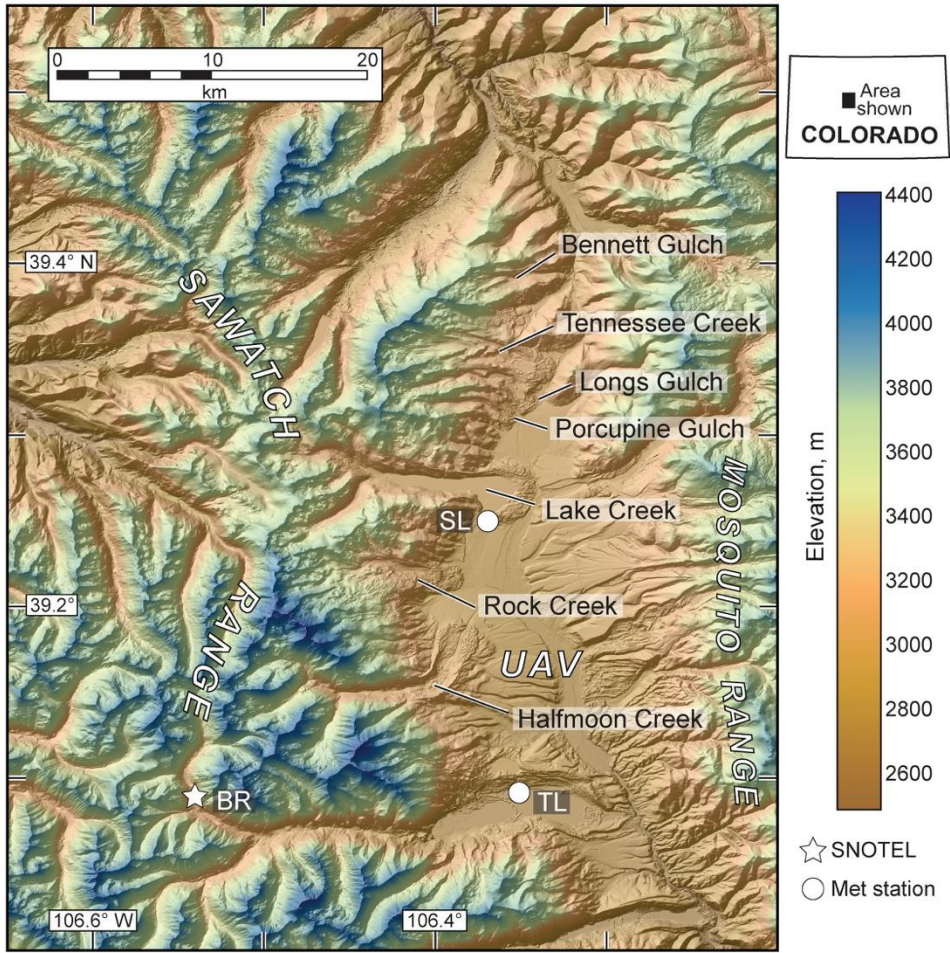 0 10 20
km
Area
shown
COLORADO
4400
4200
4000
3800
3600
3400
3200
3000
2800
2600
Elevation, m
SNOTEL
Met station
39.4° N
39.2°
106.6° W
106.4°
SAWATCH
RANGE
MOSQUITO RANGE
UAV
Bennett Gulch
Tennessee Creek
Longs Gulch
Porcupine Gulch
Lake Creek
SL
Rock Creek
Halfmoon Creek
BR
TL